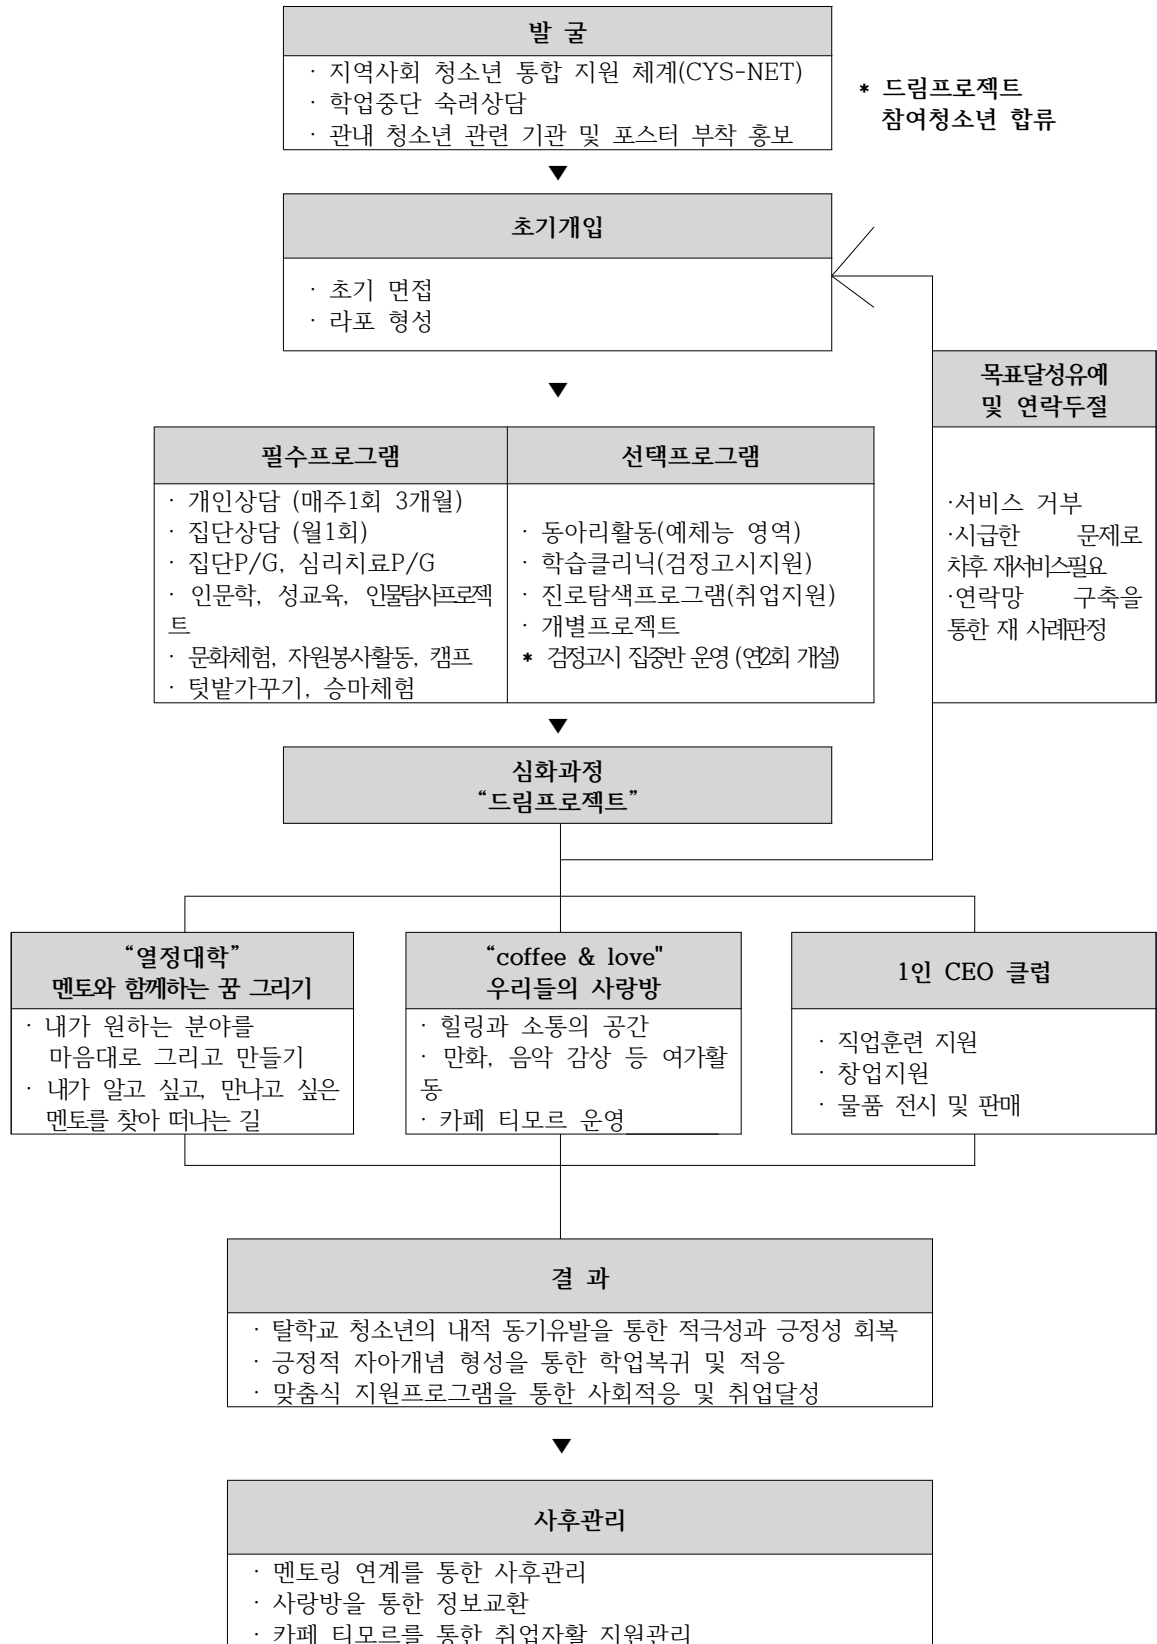 발 굴
· 지역사회 청소년 통합 지원 체계(CYS-NET)
· 학업중단 숙려상담
· 관내 청소년 관련 기관 및 포스터 부착 홍보
* 드림프로젝트
참여청소년 합류
▼
초기개입
· 초기 면접
· 라포 형성
▼
목표달성유예
및 연락두절
·서비스 거부
·시급한 문제로
차후 재서비스필요
·연락망 구축을
통한 재 사례판정
필수프로그램
· 개인상담 (매주1회 3개월)
· 집단상담 (월1회)
· 집단P/G, 심리치료P/G
· 인문학, 성교육, 인물탐사프로젝
트
· 문화체험, 자원봉사활동, 캠프
· 텃밭가꾸기, 승마체험
선택프로그램
· 동아리활동(예체능 영역)
· 학습클리닉(검정고시지원)
· 진로탐색프로그램(취업지원)
· 개별프로젝트
* 검정고시 집중반 운영 (연2회 개설)
▼
심화과정
“드림프로젝트”
“열정대학”
멘토와 함께하는 꿈 그리기
· 내가 원하는 분야를
마음대로 그리고 만들기
· 내가 알고 싶고, 만나고 싶은
멘토를 찾아 떠나는 길
“coffee & love"
우리들의 사랑방
· 힐링과 소통의 공간
· 만화, 음악 감상 등 여가활
동
· 카페 티모르 운영
1인 CEO 클럽
· 직업훈련 지원
· 창업지원
· 물품 전시 및 판매
결 과
· 탈학교 청소년의 내적 동기유발을 통한 적극성과 긍정성 회복
· 긍정적 자아개념 형성을 통한 학업복귀 및 적응
· 맞춤식 지원프로그램을 통한 사회적응 및 취업달성
▼
사후관리
· 멘토링 연계를 통한 사후관리
· 사랑방을 통한 정보교환
· 카페 티모르를 통한 취업자활 지원관리